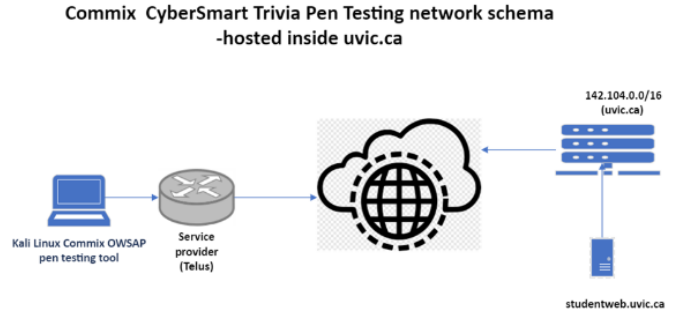 Commix CyberSmart Trivia Pen Testing network schema
-hosted inside uvic.ca
142.104.0.0/16
(uvic.ca)
Kali Linux Commix OWSAP
pen testing tool
Service
provider
(Telus)
studentweb.uvic.ca